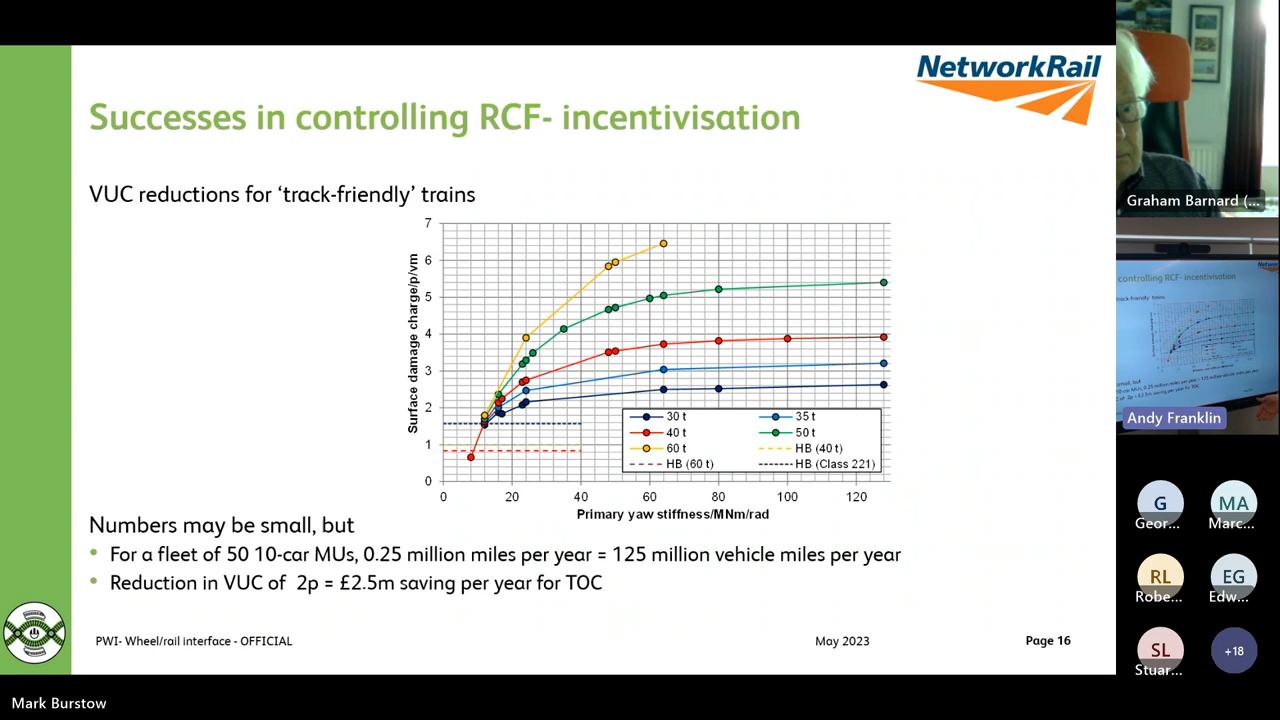 NetworkRail
Successes in controlling RCF- incentivisation
VUC reductions for ‘track-friendly’ trains
Surface damage charge/p/vm
7
6
5
4
3
2
1
0
0 20 40 60 80 100 120
Primary yaw stiffness/MNm/rad
30 t 35 t
40 t 50 t
60 t HB (40 t)
HB (60 t) HB (Class 221)
Numbers may be small, but
• For a fleet of 50 10-car MUs, 0.25 million miles per year = 125 million vehicle miles per year
• Reduction in VUC of 2p = £2.5m saving per year for TOC
PWI- Wheel/rail interface - OFFICIAL May 2023 Page 16
Mark Burstow
Graham Barnard (...
controlling RCF- incentivisation
Andy Franklin
G MA
Geor... Marc...
RL EG
Robe... Edw...
SL +18
Stuar...